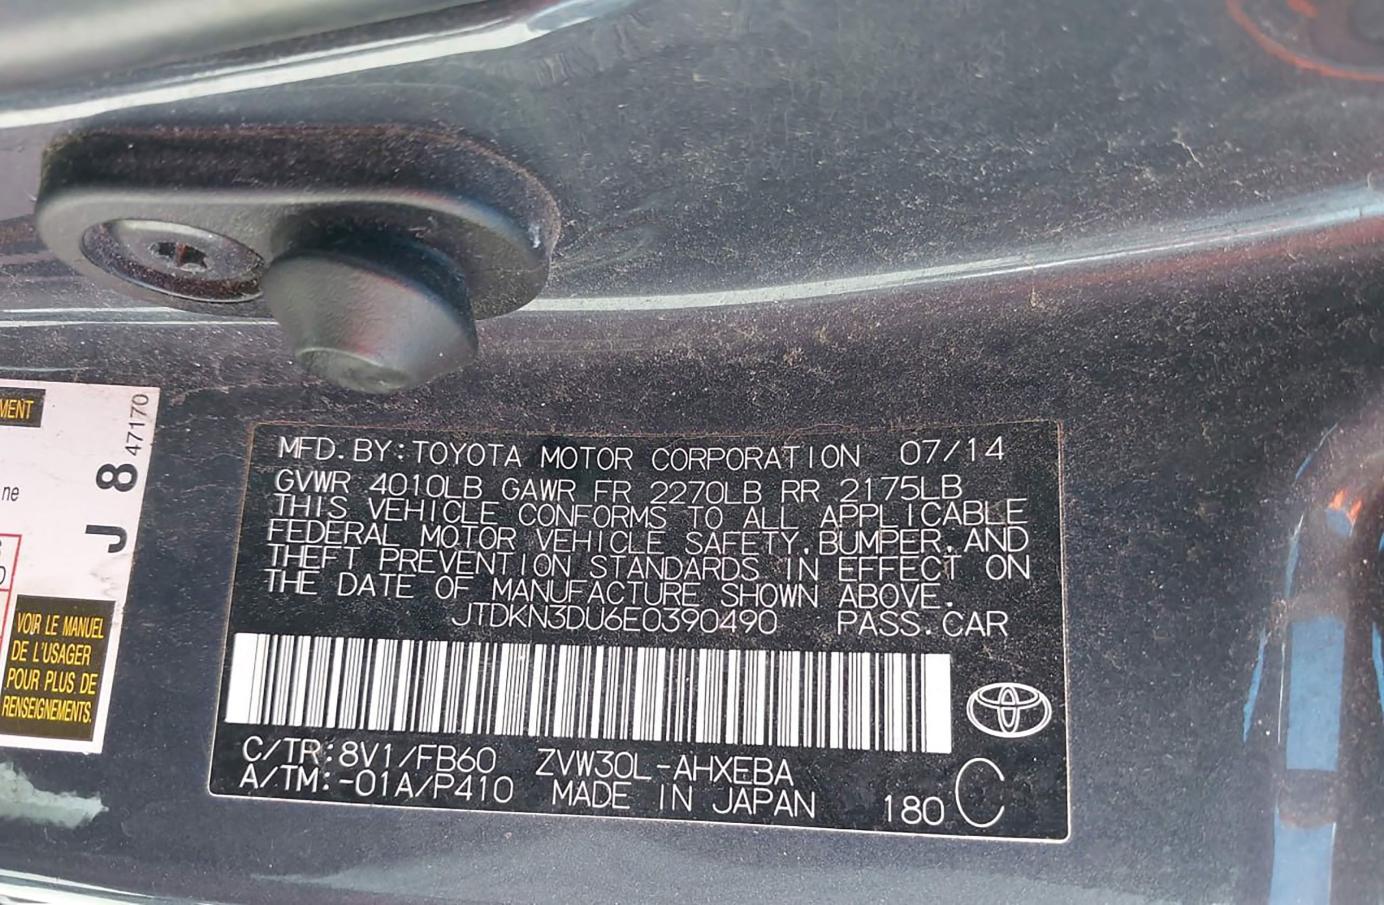 MENT
47170
J 8
ne
VOIR LE MANUEL
DE L'USAGER
POUR PLUS DE
RENSEIGNEMENTS.
MFD. BY: TOYOTA MOTOR CORPORATION 07/14
GVWR 4010LB GAWR FR 2270LB RR 2175LB
THIS VEHICLE CONFORMS TO ALL APPLICABLE
FEDERAL MOTOR VEHICLE SAFETY, BUMPER, AND
THEFT PREVENTION STANDARDS IN EFFECT ON
THE DATE OF MANUFACTURE SHOWN ABOVE.
JTDKN3DU6E0390490 PASS. CAR
C/TR: 8V1/FB60 ZVW30L-AHXEBA
A/TM: -01A/P410 MADE IN JAPAN 180 C